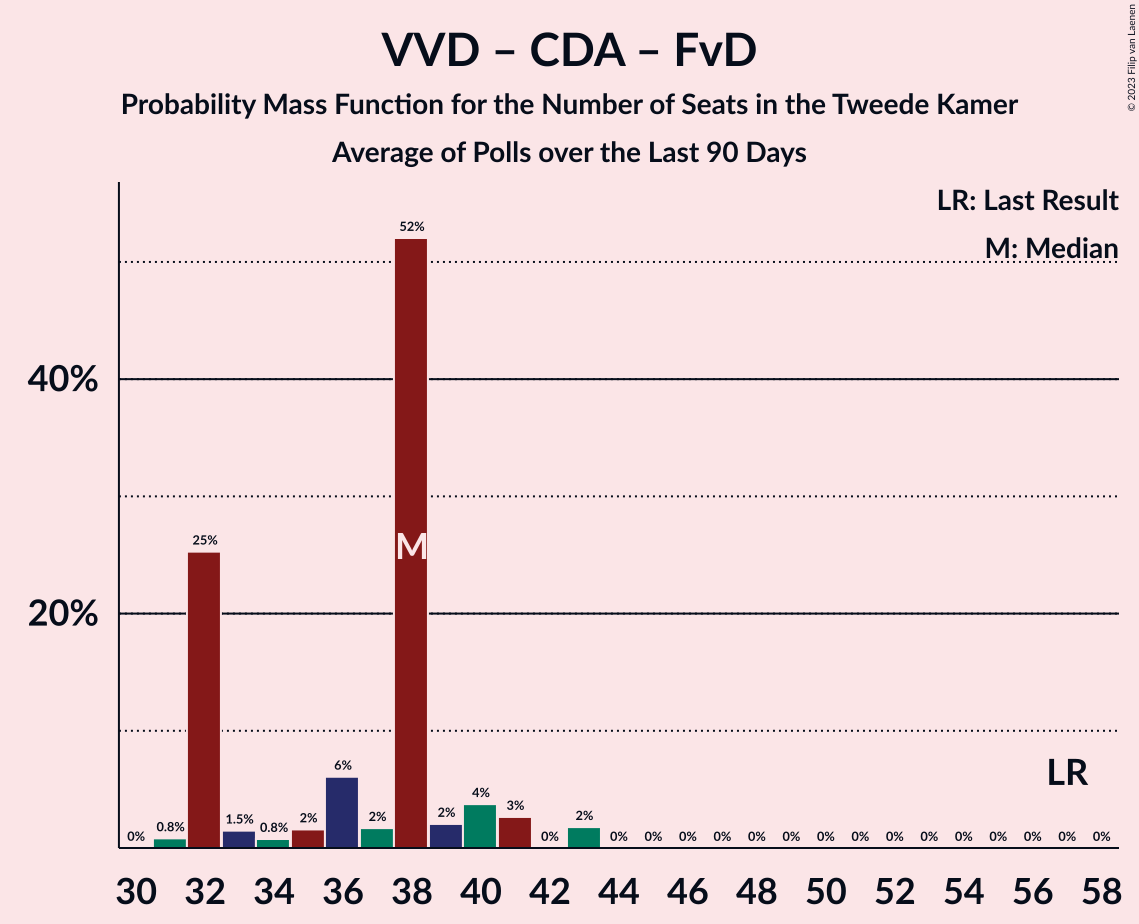 VVD – CDA – FvD
Probability Mass Function for the Number of Seats in the Tweede Kamer
Average of Polls over the Last 90 Days
© 2023 Filip van Laenen
LR: Last Result
M: Median
40%
20%
0% 0.8% 25% 1.5% 0.8% 2% 6% 2% 52% 2% 4% 3% 0% 2% 0% 0% 0% 0% 0% 0% 0% 0% 0% 0% 0% 0% 0% 0% 0%
M
LR
30 32 34 36 38 40 42 44 46 48 50 52 54 56 58